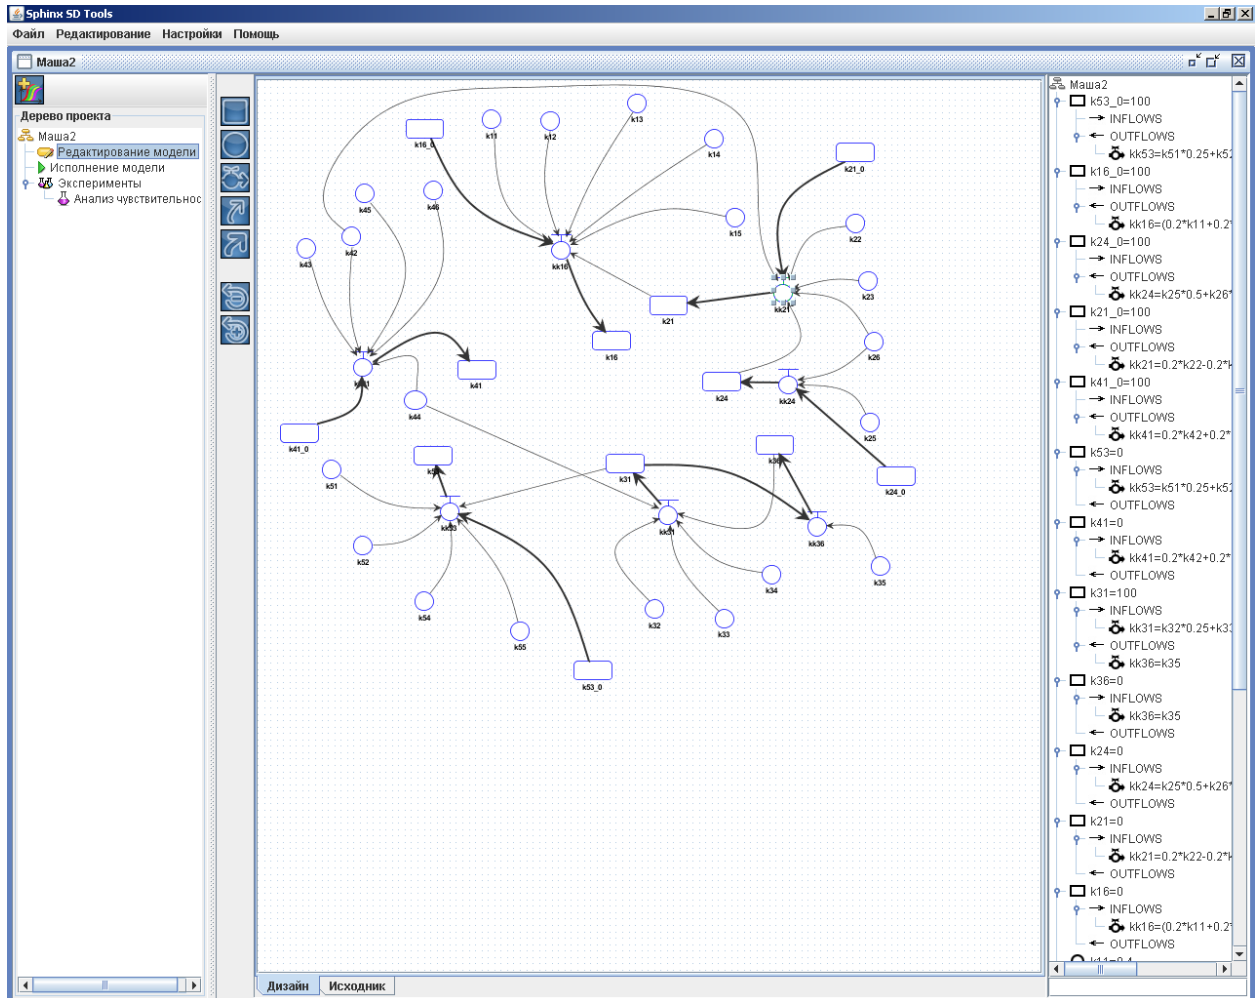 Sphinx SD Tools
Файл Редактирование Настройки Помощь
Маша2
Дерево проекта
Маша2
Редактирование модели
Исполнение модели
Эксперименты
Анализ чувствительнос
k16_0
k11
k12
k13
k14
k21_0
k45
k46
k15
k22
k43
k42
kk16
k23
k21
kk21
k16
k26
k41
k24
kk24
k44
k25
k41_0
k31
k24_0
k51
kk31
kk36
k52
k34
k35
k54
k32
k33
k55
k53_0
Дизайн Исходник
Маша2
k53_0=100
INFLOWS
OUTFLOWS
kk53=k51*0.25+k52
k16_0=100
INFLOWS
OUTFLOWS
kk16=(0.2*k11+0.2*
k24_0=100
INFLOWS
OUTFLOWS
kk24=k25*0.5+k26*
k21_0=100
INFLOWS
OUTFLOWS
kk21=0.2*k22-0.2*k
k41_0=100
INFLOWS
OUTFLOWS
kk41=0.2*k42+0.2*
k53=0
INFLOWS
kk53=k51*0.25+k52
OUTFLOWS
k41=0
INFLOWS
kk41=0.2*k42+0.2*
OUTFLOWS
k31=100
INFLOWS
kk31=k32*0.25+k33
OUTFLOWS
kk36=k35
k36=0
INFLOWS
kk36=k35
OUTFLOWS
k24=0
INFLOWS
kk24=k25*0.5+k26*
OUTFLOWS
k21=0
INFLOWS
kk21=0.2*k22-0.2*k
OUTFLOWS
k16=0
INFLOWS
kk16=(0.2*k11+0.2*
OUTFLOWS
k11=0.4